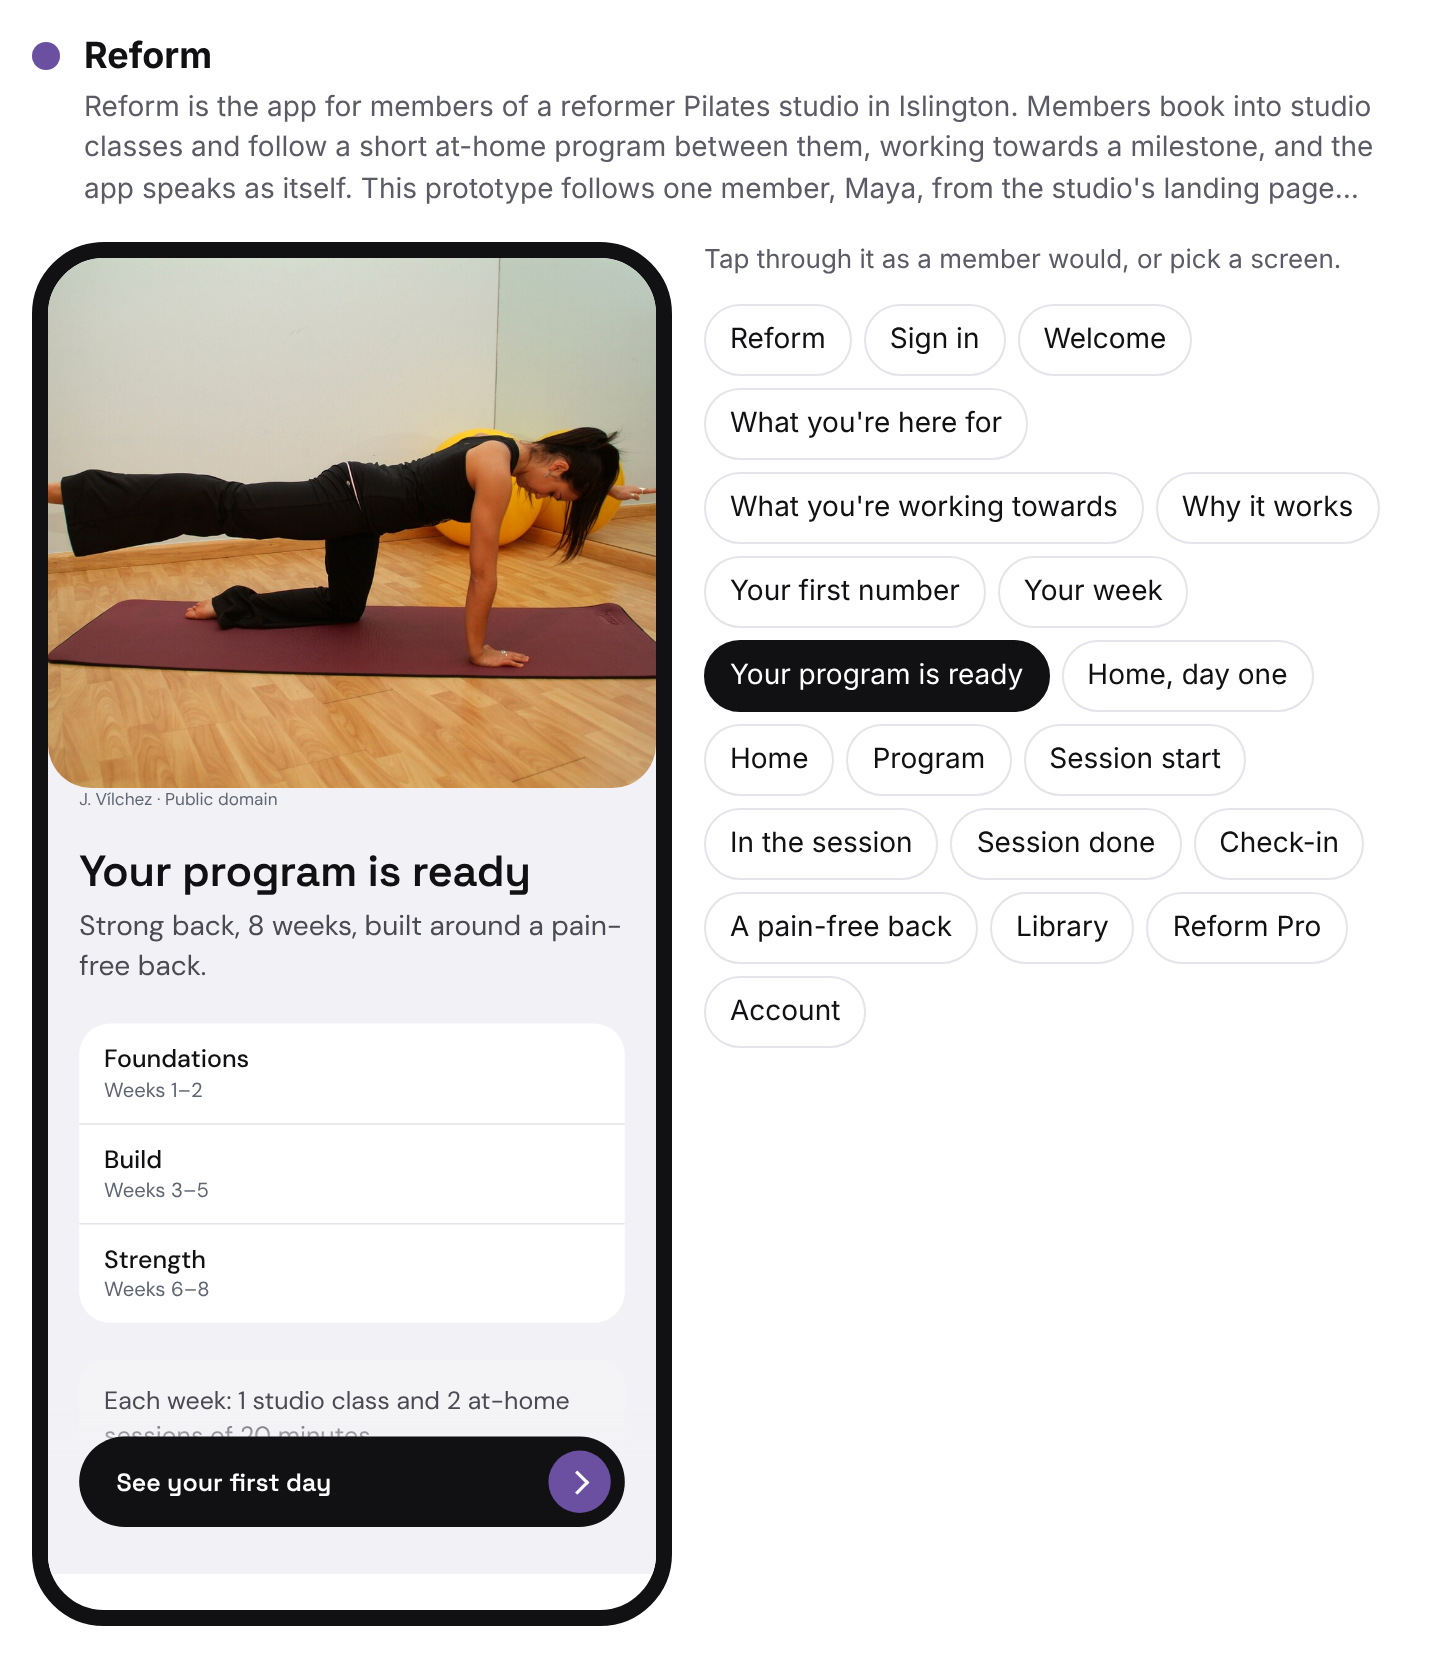 Reform
Reform is the app for members of a reformer Pilates studio in Islington. Members book into studio
classes and follow a short at-home program between them, working towards a milestone, and the
app speaks as itself. This prototype follows one member, Maya, from the studio's landing page...
J. Vílchez · Public domain
Your program is ready
Strong back, 8 weeks, built around a pain-
free back.
Foundations
Weeks 1–2
Build
Weeks 3–5
Strength
Weeks 6–8
Each week: 1 studio class and 2 at-home
sessions of 20 minutes
See your first day
Tap through it as a member would, or pick a screen.
Reform Sign in Welcome
What you're here for
What you're working towards Why it works
Your first number Your week
Your program is ready Home, day one
Home Program Session start
In the session Session done Check-in
A pain-free back Library Reform Pro
Account